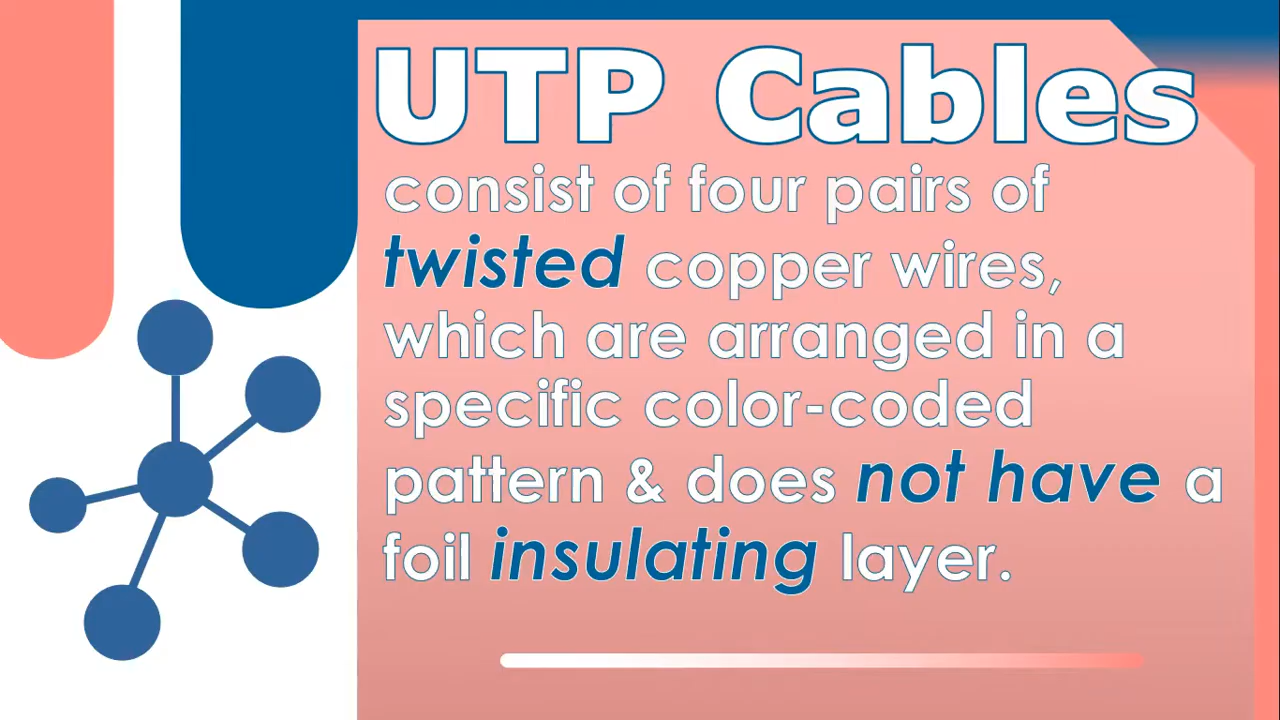 UTP Cables
consist of four pairs of
twisted copper wires,
which are arranged in a
specific color-coded
pattern & does not have a
foil insulating layer.